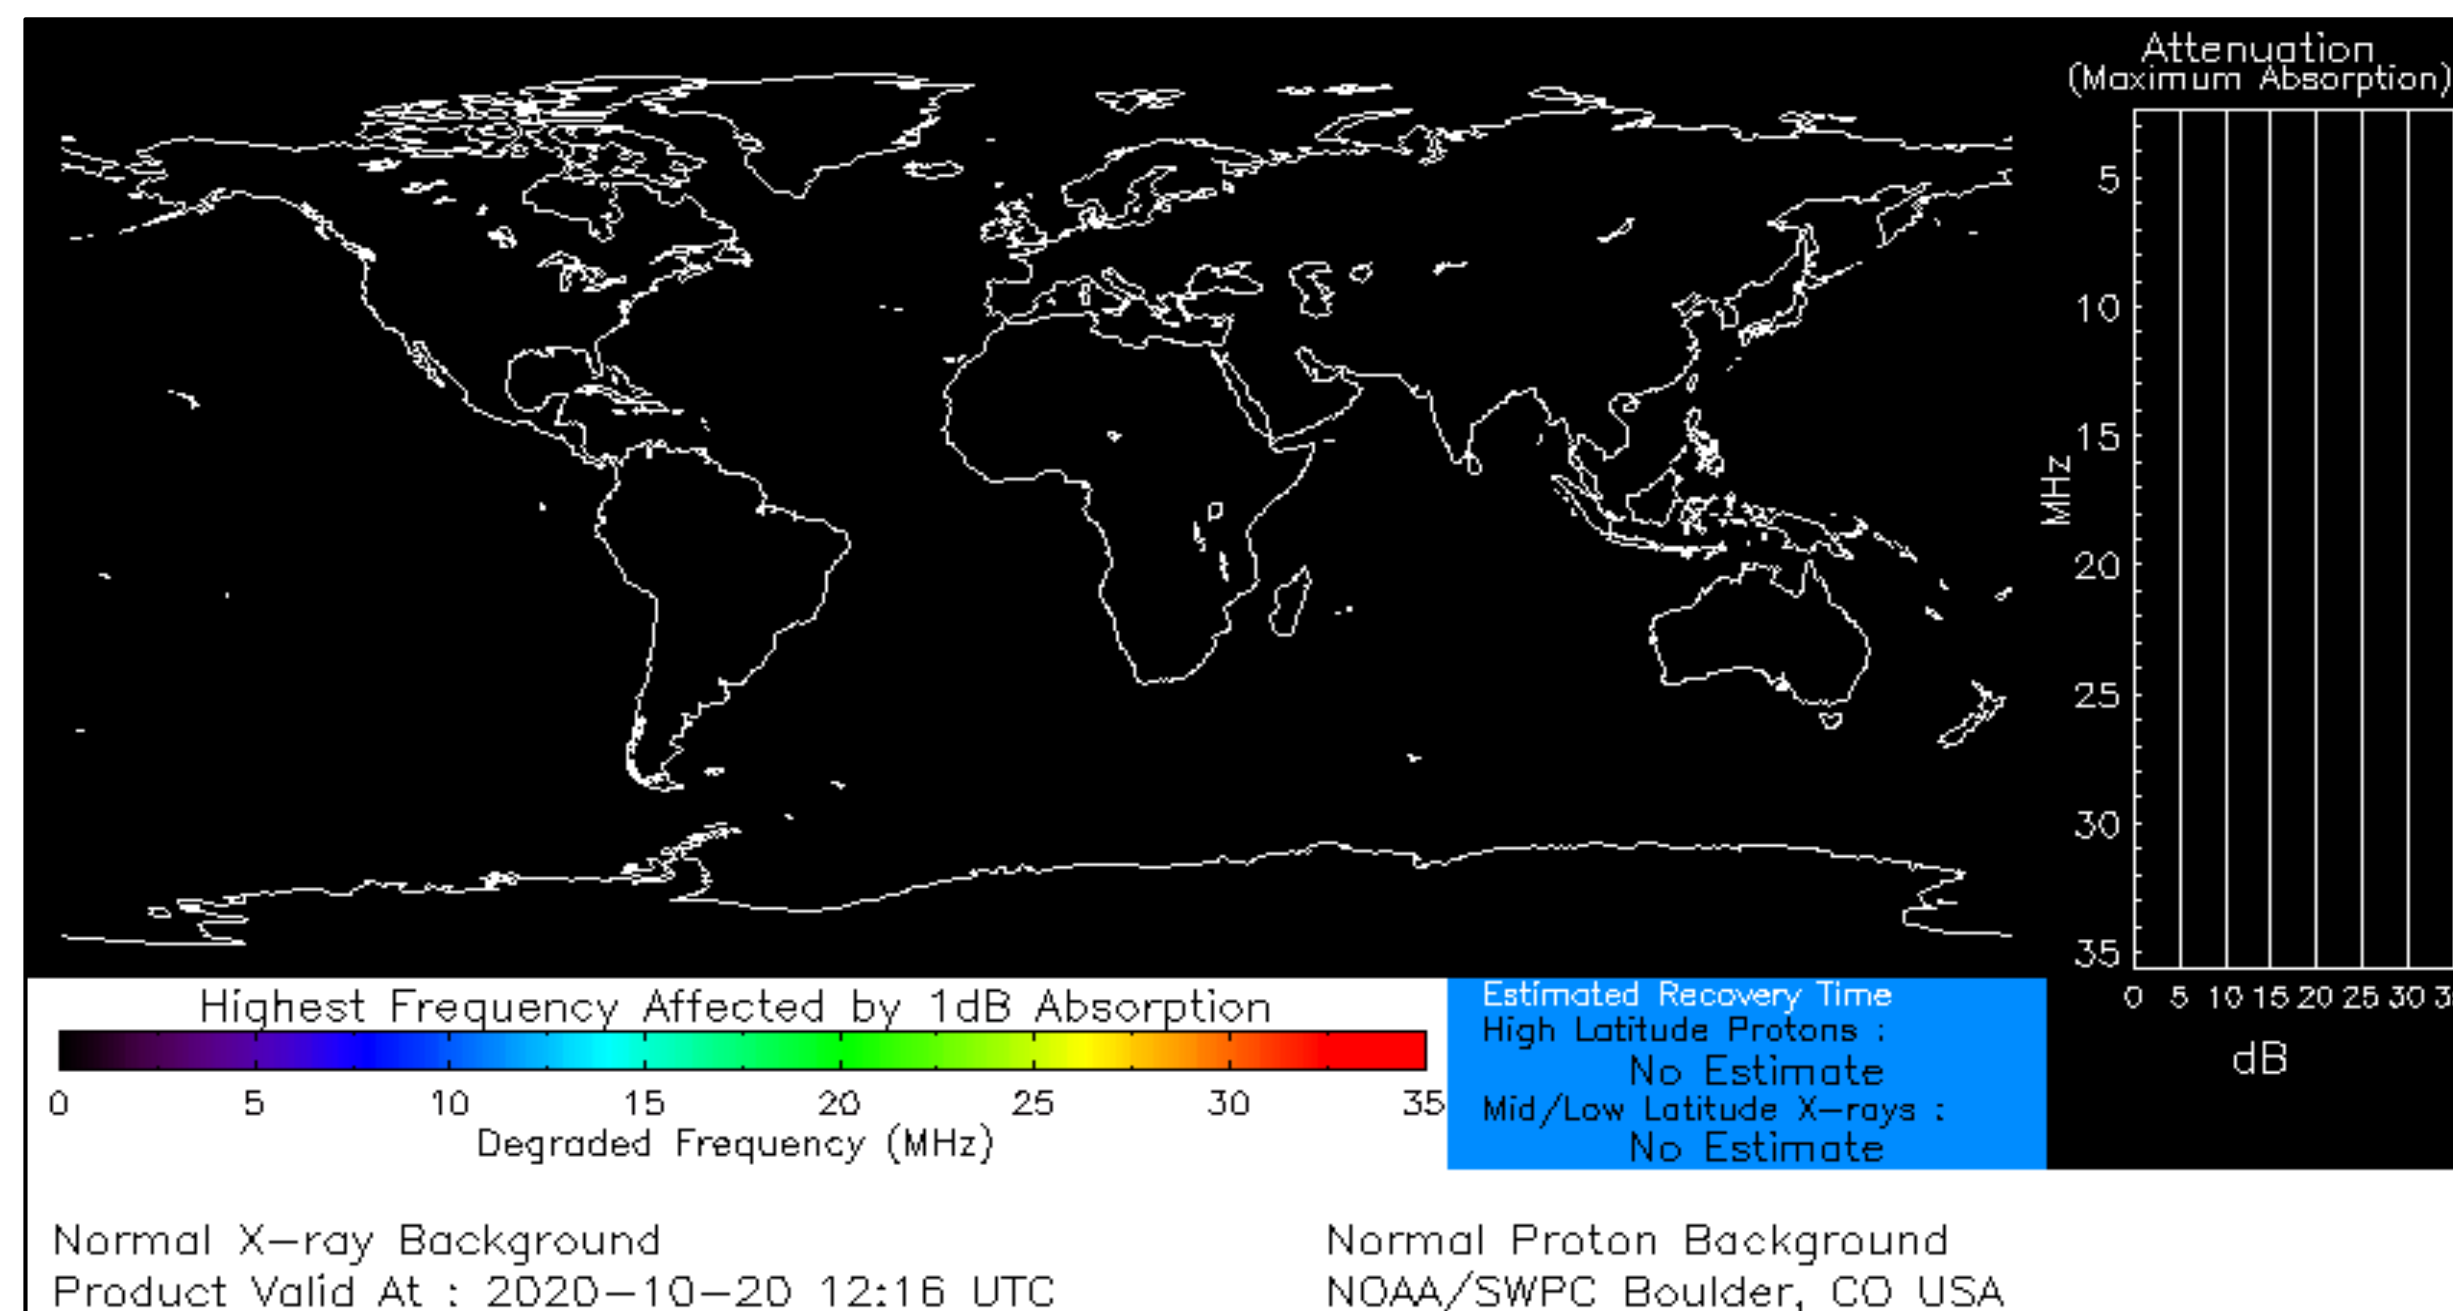 Attenuation
(Maximum Absorption)
5
10
15
20
25
30
35
MHz
0 5 10 15 20 25 30
dB
Highest Frequency Affected by 1dB Absorption
0 5 10 15 20 25 30 35
Degraded Frequency (MHz)
Estimated Recovery Time
High Latitude Protons :
No Estimate
Mid/Low Latitude X-rays :
No Estimate
Normal X-ray Background
Normal Proton Background
Product Valid At : 2020-10-20 12:16 UTC
NOAA/SWPC Boulder, CO USA